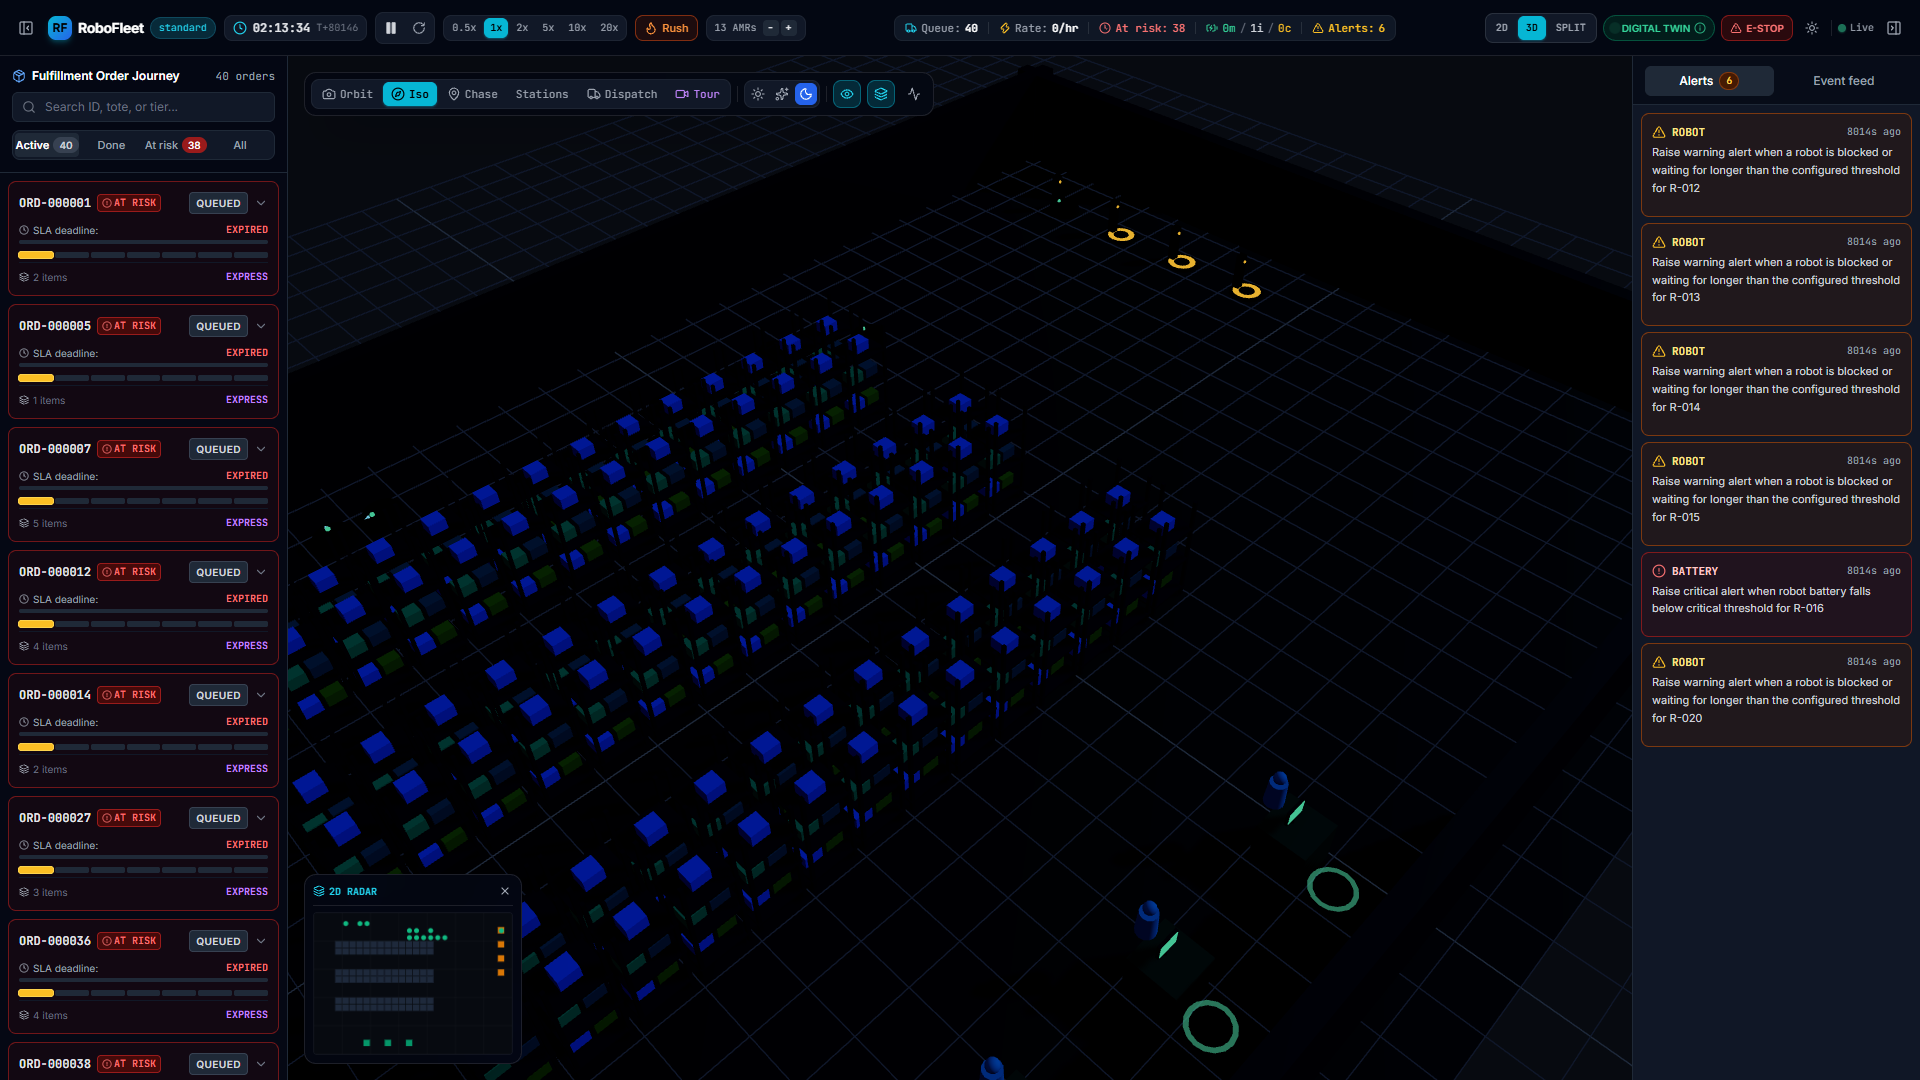 RF RoboFleet standard 02:13:34 T+80146 0.5x 1x 2x 5x 10x 20x Rush 13 AMRs - + Queue: 40 Rate: 0/hr At risk: 38 0m / 1i / 0c Alerts: 6 2D 3D SPLIT DIGITAL TWIN E-STOP Live
Fulfillment Order Journey 40 orders
Search ID, tote, or tier...
Active 40 Done At risk 38 All
ORD-000001 AT RISK QUEUED
SLA deadline: EXPIRED
2 items EXPRESS
ORD-000005 AT RISK QUEUED
SLA deadline: EXPIRED
1 items EXPRESS
ORD-000007 AT RISK QUEUED
SLA deadline: EXPIRED
5 items EXPRESS
ORD-000012 AT RISK QUEUED
SLA deadline: EXPIRED
4 items EXPRESS
ORD-000014 AT RISK QUEUED
SLA deadline: EXPIRED
2 items EXPRESS
ORD-000027 AT RISK QUEUED
SLA deadline: EXPIRED
3 items EXPRESS
ORD-000036 AT RISK QUEUED
SLA deadline: EXPIRED
4 items EXPRESS
ORD-000038 AT RISK QUEUED
Orbit Iso Chase Stations Dispatch Tour
2D RADAR
Alerts 6 Event feed
ROBOT 8014s ago
Raise warning alert when a robot is blocked or
waiting for longer than the configured threshold
for R-012
ROBOT 8014s ago
Raise warning alert when a robot is blocked or
waiting for longer than the configured threshold
for R-013
ROBOT 8014s ago
Raise warning alert when a robot is blocked or
waiting for longer than the configured threshold
for R-014
ROBOT 8014s ago
Raise warning alert when a robot is blocked or
waiting for longer than the configured threshold
for R-015
BATTERY 8014s ago
Raise critical alert when robot battery falls
below critical threshold for R-016
ROBOT 8014s ago
Raise warning alert when a robot is blocked or
waiting for longer than the configured threshold
for R-020